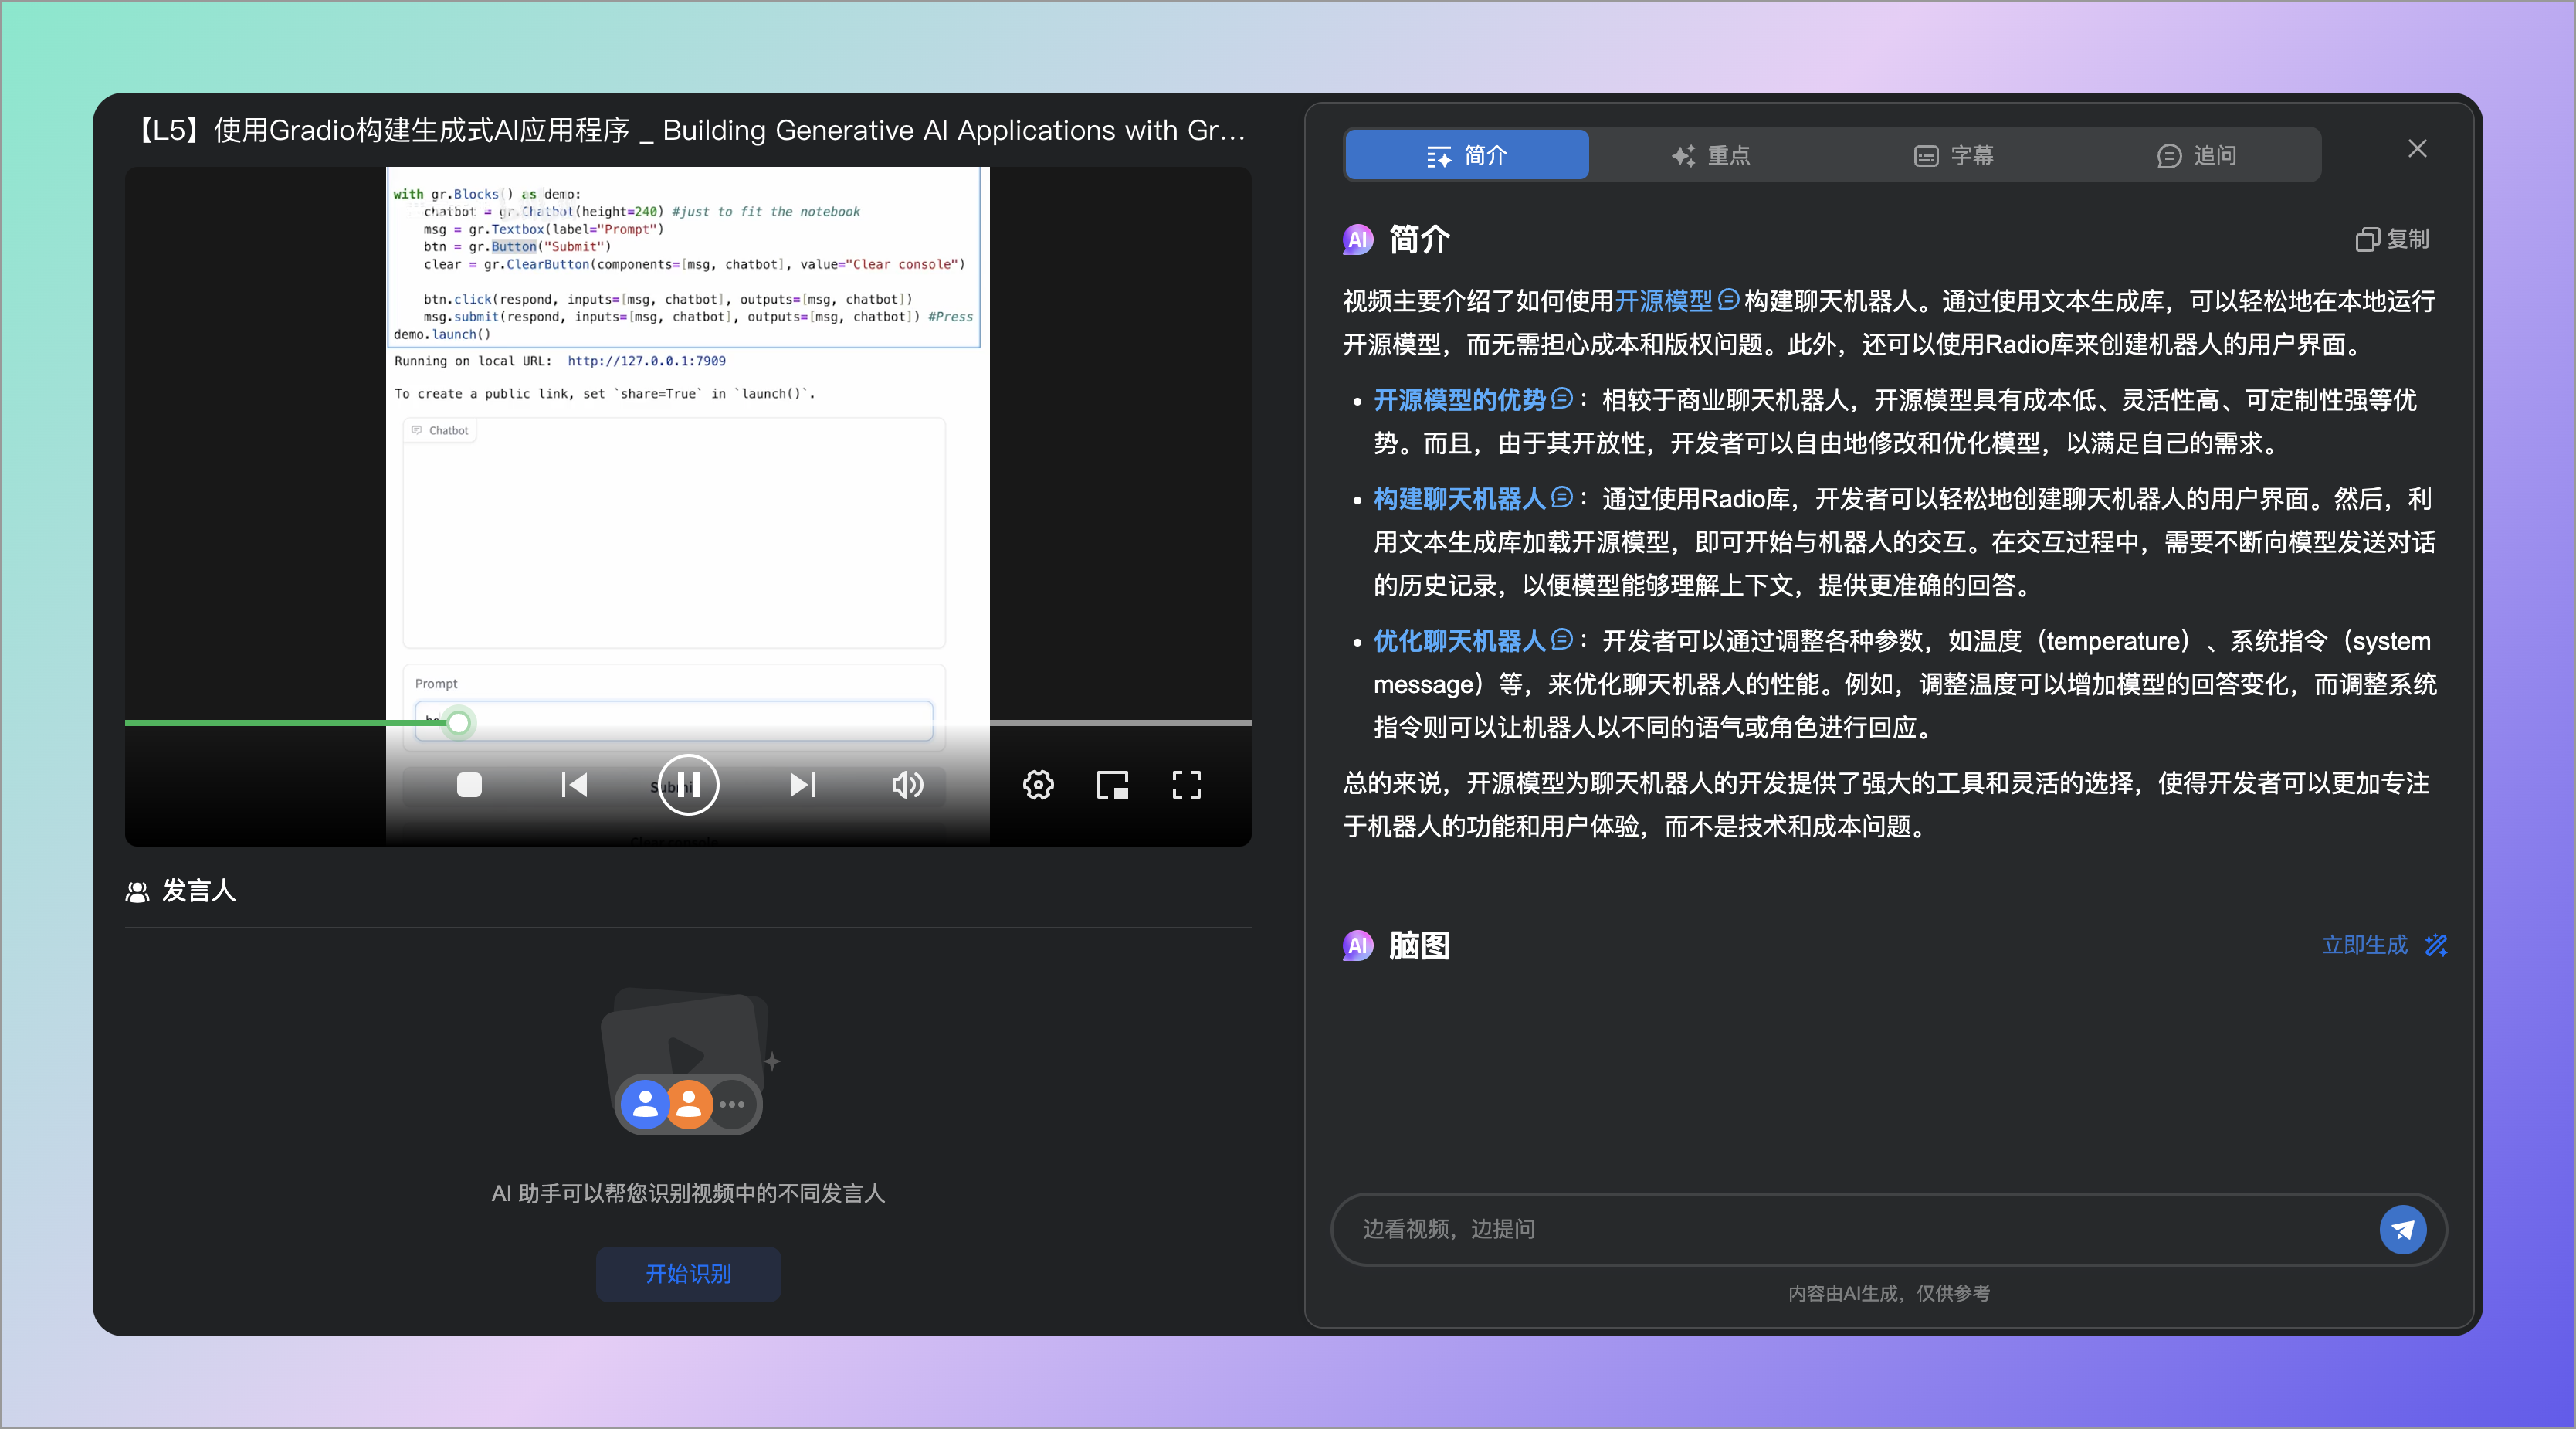 【L5】使用Gradio构建生成式AI应用程序 _ Building Generative AI Applications with Gr...
with gr.Blocks() as demo:
chatbot = gr.Chatbot(height=240) #just to fit the notebook
msg = gr.Textbox(label="Prompt")
btn = gr.Button("Submit")
clear = gr.ClearButton(components=[msg, chatbot], value="Clear console")
btn.click(respond, inputs=[msg, chatbot], outputs=[msg, chatbot])
msg.submit(respond, inputs=[msg, chatbot], outputs=[msg, chatbot]) #Press
demo.launch()
Running on local URL: http://127.0.0.1:7909
To create a public link, set `share=True` in `launch()`.
Chatbot
Prompt
Submit
Clear console
发言人
AI 助手可以帮您识别视频中的不同发言人
开始识别
简介
重点
字幕
追问
AI 简介
复制
视频主要介绍了如何使用开源模型构建聊天机器人。通过使用文本生成库，可以轻松地在本地运行
开源模型，而无需担心成本和版权问题。此外，还可以使用Radio库来创建机器人的用户界面。
• 开源模型的优势：相较于商业聊天机器人，开源模型具有成本低、灵活性高、可定制性强等优
势。而且，由于其开放性，开发者可以自由地修改和优化模型，以满足自己的需求。
• 构建聊天机器人：通过使用Radio库，开发者可以轻松地创建聊天机器人的用户界面。然后，利
用文本生成库加载开源模型，即可开始与机器人的交互。在交互过程中，需要不断向模型发送对话
的历史记录，以便模型能够理解上下文，提供更准确的回答。
• 优化聊天机器人：开发者可以通过调整各种参数，如温度（temperature）、系统指令（system
message）等，来优化聊天机器人的性能。例如，调整温度可以增加模型的回答变化，而调整系统
指令则可以让机器人以不同的语气或角色进行回应。
总的来说，开源模型为聊天机器人的开发提供了强大的工具和灵活的选择，使得开发者可以更加专注
于机器人的功能和用户体验，而不是技术和成本问题。
AI 脑图
立即生成
边看视频，边提问
内容由AI生成，仅供参考